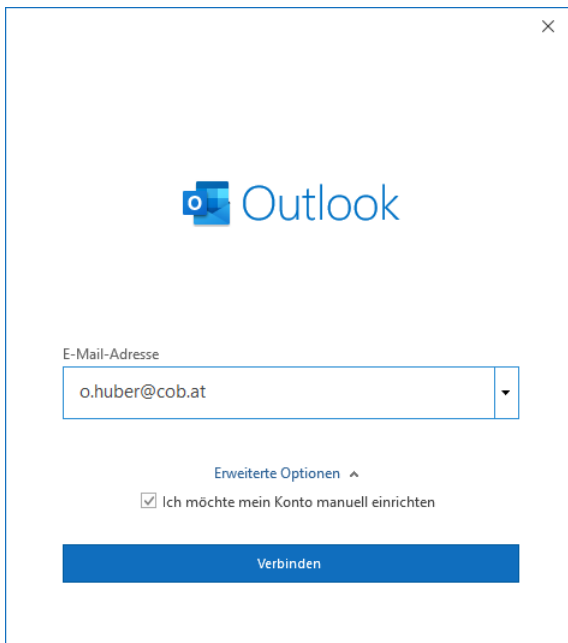 Outlook
E-Mail-Adresse
o.huber@cob.at
Erweiterte Optionen
Ich möchte mein Konto manuell einrichten
Verbinden